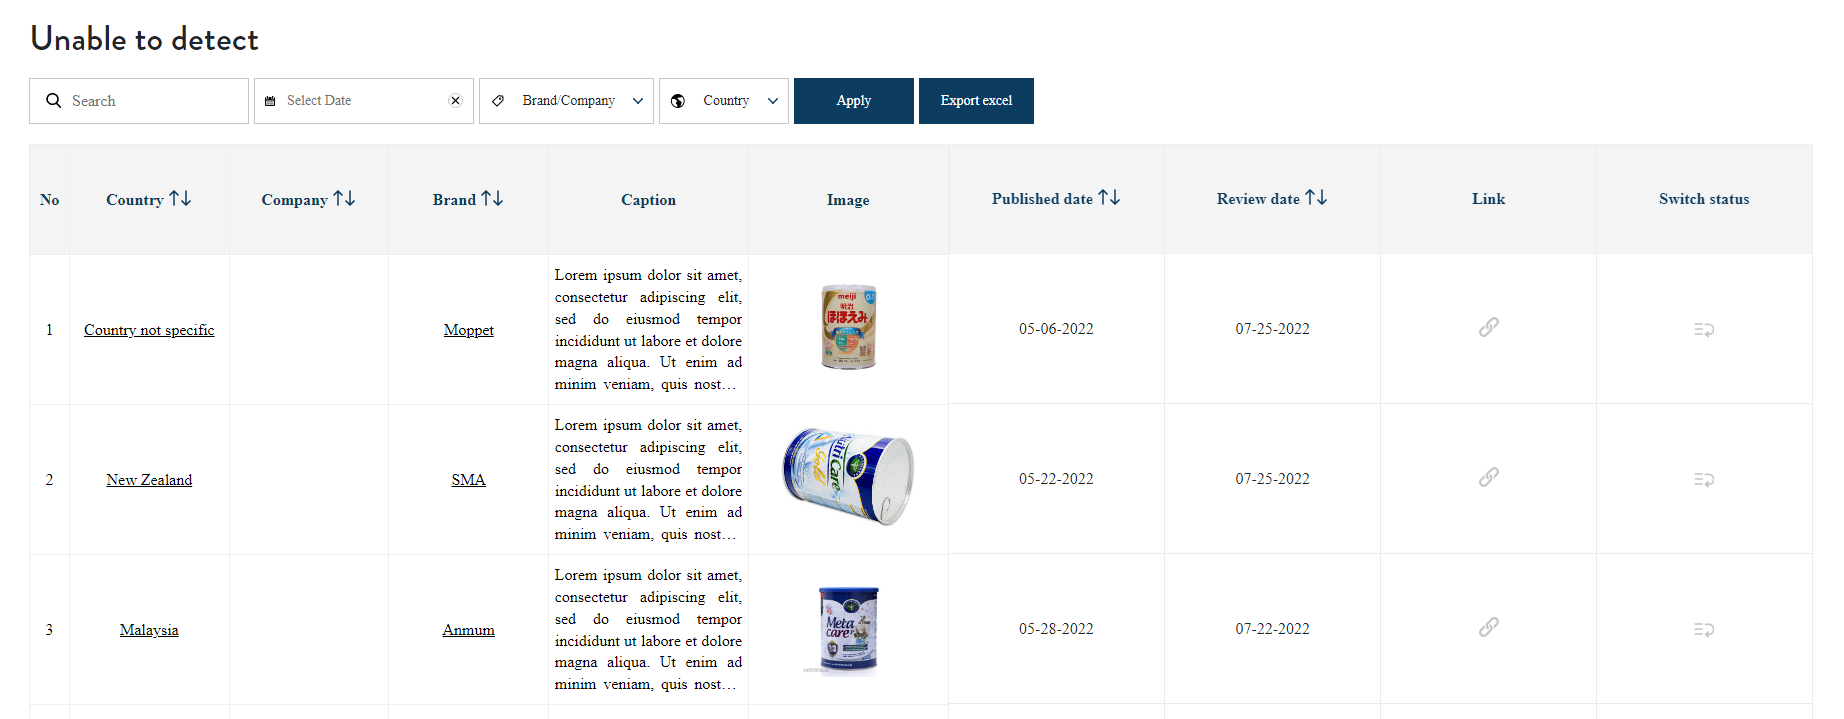 Unable to detect
Search
Select Date
Brand/Company
Country
Apply
Export excel
No
Country
Company
Brand
Caption
Image
Published date
Review date
Link
Switch status
1
Country not specific
Moppet
Lorem ipsum dolor sit amet,
consectetur adipiscing elit,
sed do eiusmod tempor
incididunt ut labore et dolore
magna aliqua. Ut enim ad
minim veniam, quis nost…
meiji
明治
ほほえみ
05-06-2022
07-25-2022
2
New Zealand
SMA
Lorem ipsum dolor sit amet,
consectetur adipiscing elit,
sed do eiusmod tempor
incididunt ut labore et dolore
magna aliqua. Ut enim ad
minim veniam, quis nost…
Nutricare
Gold
05-22-2022
07-25-2022
3
Malaysia
Anmum
Lorem ipsum dolor sit amet,
consectetur adipiscing elit,
sed do eiusmod tempor
incididunt ut labore et dolore
magna aliqua. Ut enim ad
minim veniam, quis nost…
Meta
care
05-28-2022
07-22-2022